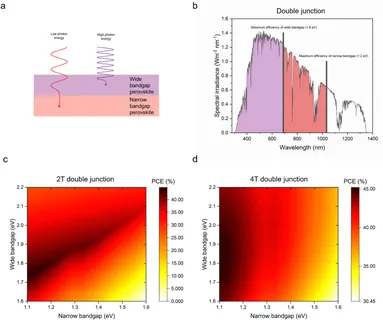 a
Low photon
energy
High photon
energy
Wide
bandgap
perovskite
Narrow
bandgap
perovskite
b
Double junction
Maximum efficiency of wide bandgap (1.8 eV)
Maximum efficiency of narrow bandgap (1.2 eV)
Spectral irradiance (Wm-2 nm-1)
1.6
1.4
1.2
1.0
0.8
0.6
0.4
0.2
0.0
400 600 800 1000 1200 1400
Wavelength (nm)
c
2T double junction
PCE (%)
Wide bandgap (eV)
2.2
2.1
2.0
1.9
1.8
1.7
1.6
1.1 1.2 1.3 1.4 1.5 1.6
Narrow bandgap (eV)
40.00
35.00
30.00
25.00
20.00
15.00
10.00
5.000
0.000
d
4T double junction
PCE (%)
Wide bandgap (eV)
2.2
2.1
2.0
1.9
1.8
1.7
1.6
1.1 1.2 1.3 1.4 1.5 1.6
Narrow bandgap (eV)
45.00
40.00
35.00
30.45